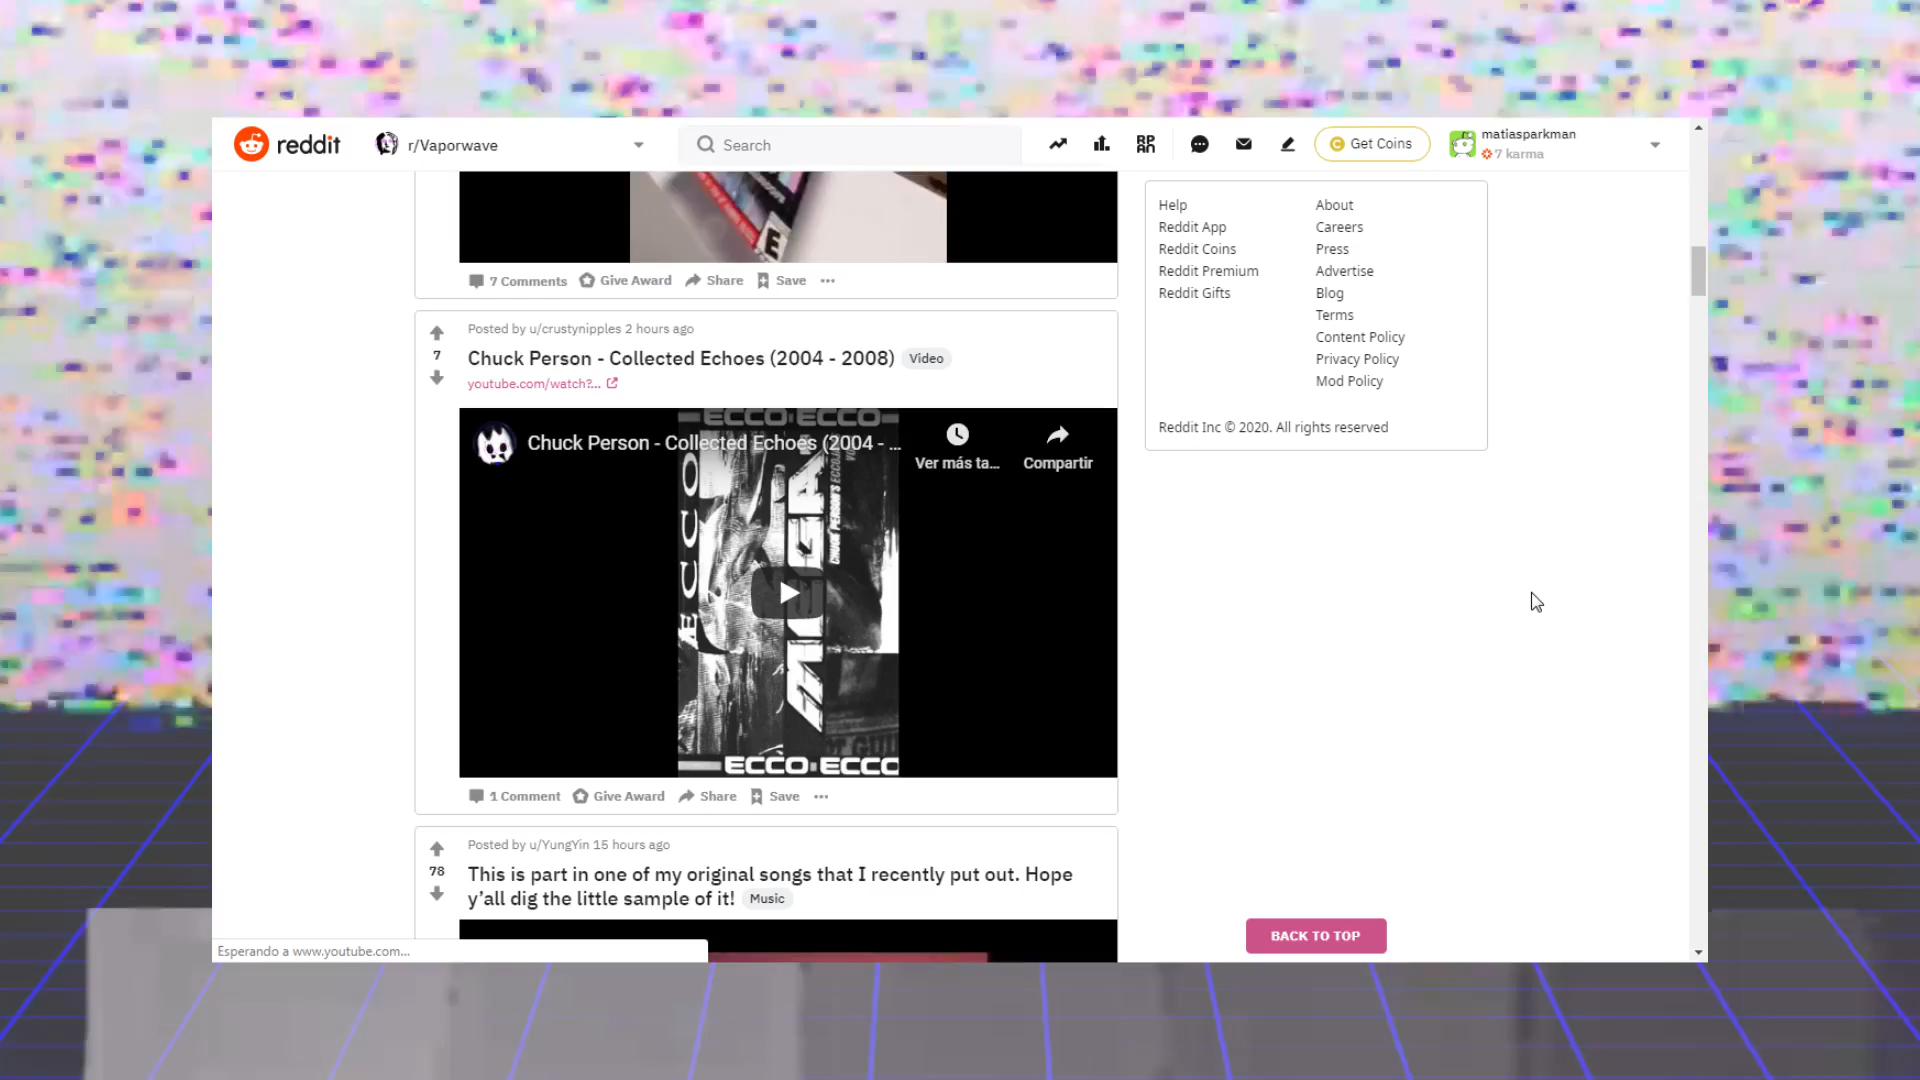 reddit
r/Vaporwave
Search
RPAN
Get Coins
matiasparkman
7 karma
E
7 Comments Give Award Share Save
Posted by u/crustynipples 2 hours ago
7
Chuck Person - Collected Echoes (2004 - 2008) Video
youtube.com/watch?...
ECCO ECCO
Chuck Person - Collected Echoes (2004 - ...
Ver más ta...
Compartir
ÆCCO
ECCO ECCO
1 Comment Give Award Share Save
Posted by u/YungYin 15 hours ago
78
This is part in one of my original songs that I recently put out. Hope
y'all dig the little sample of it! Music
Help
Reddit App
Reddit Coins
Reddit Premium
Reddit Gifts
About
Careers
Press
Advertise
Blog
Terms
Content Policy
Privacy Policy
Mod Policy
Reddit Inc © 2020. All rights reserved
BACK TO TOP
Esperando a www.youtube.com...